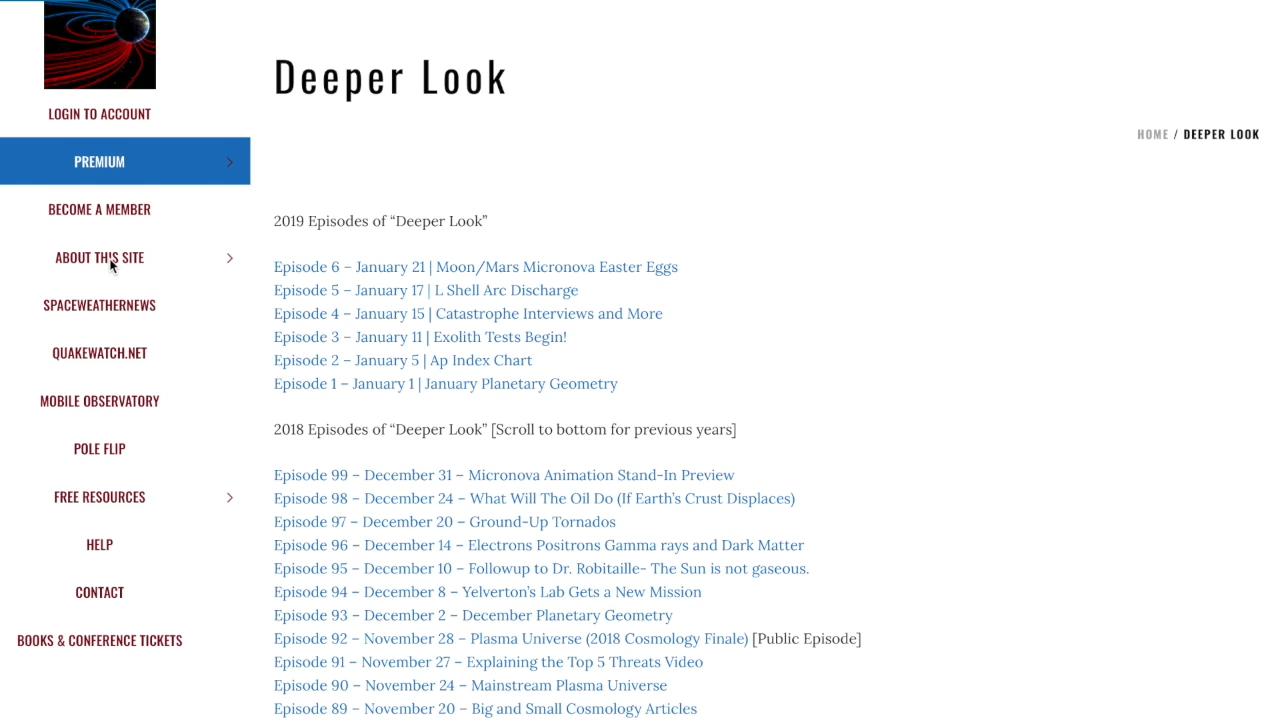 LOGIN TO ACCOUNT
PREMIUM
BECOME A MEMBER
ABOUT THIS SITE
SPACEWEATHERNEWS
QUAKEWATCH.NET
MOBILE OBSERVATORY
POLE FLIP
FREE RESOURCES
HELP
CONTACT
BOOKS & CONFERENCE TICKETS
Deeper Look
HOME / DEEPER LOOK
2019 Episodes of “Deeper Look”
Episode 6 – January 21 | Moon/Mars Micronova Easter Eggs
Episode 5 – January 17 | L Shell Arc Discharge
Episode 4 – January 15 | Catastrophe Interviews and More
Episode 3 – January 11 | Exolith Tests Begin!
Episode 2 – January 5 | Ap Index Chart
Episode 1 – January 1 | January Planetary Geometry
2018 Episodes of “Deeper Look” [Scroll to bottom for previous years]
Episode 99 – December 31 – Micronova Animation Stand-In Preview
Episode 98 – December 24 – What Will The Oil Do (If Earth’s Crust Displaces)
Episode 97 – December 20 – Ground-Up Tornados
Episode 96 – December 14 – Electrons Positrons Gamma rays and Dark Matter
Episode 95 – December 10 – Followup to Dr. Robitaille- The Sun is not gaseous.
Episode 94 – December 8 – Yelverton’s Lab Gets a New Mission
Episode 93 – December 2 – December Planetary Geometry
Episode 92 – November 28 – Plasma Universe (2018 Cosmology Finale) [Public Episode]
Episode 91 – November 27 – Explaining the Top 5 Threats Video
Episode 90 – November 24 – Mainstream Plasma Universe
Episode 89 – November 20 – Big and Small Cosmology Articles